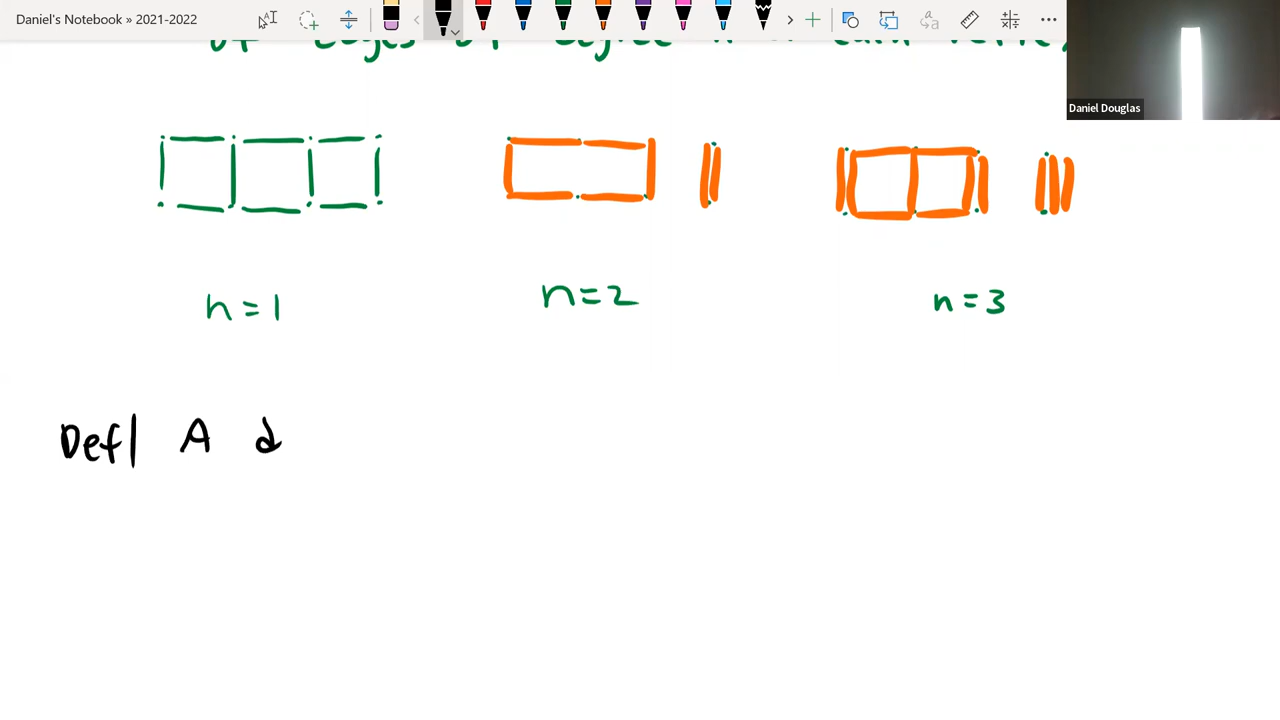 Daniel's Notebook » 2021-2022
Daniel Douglas
n=1
n=2
n=3
Def| A d